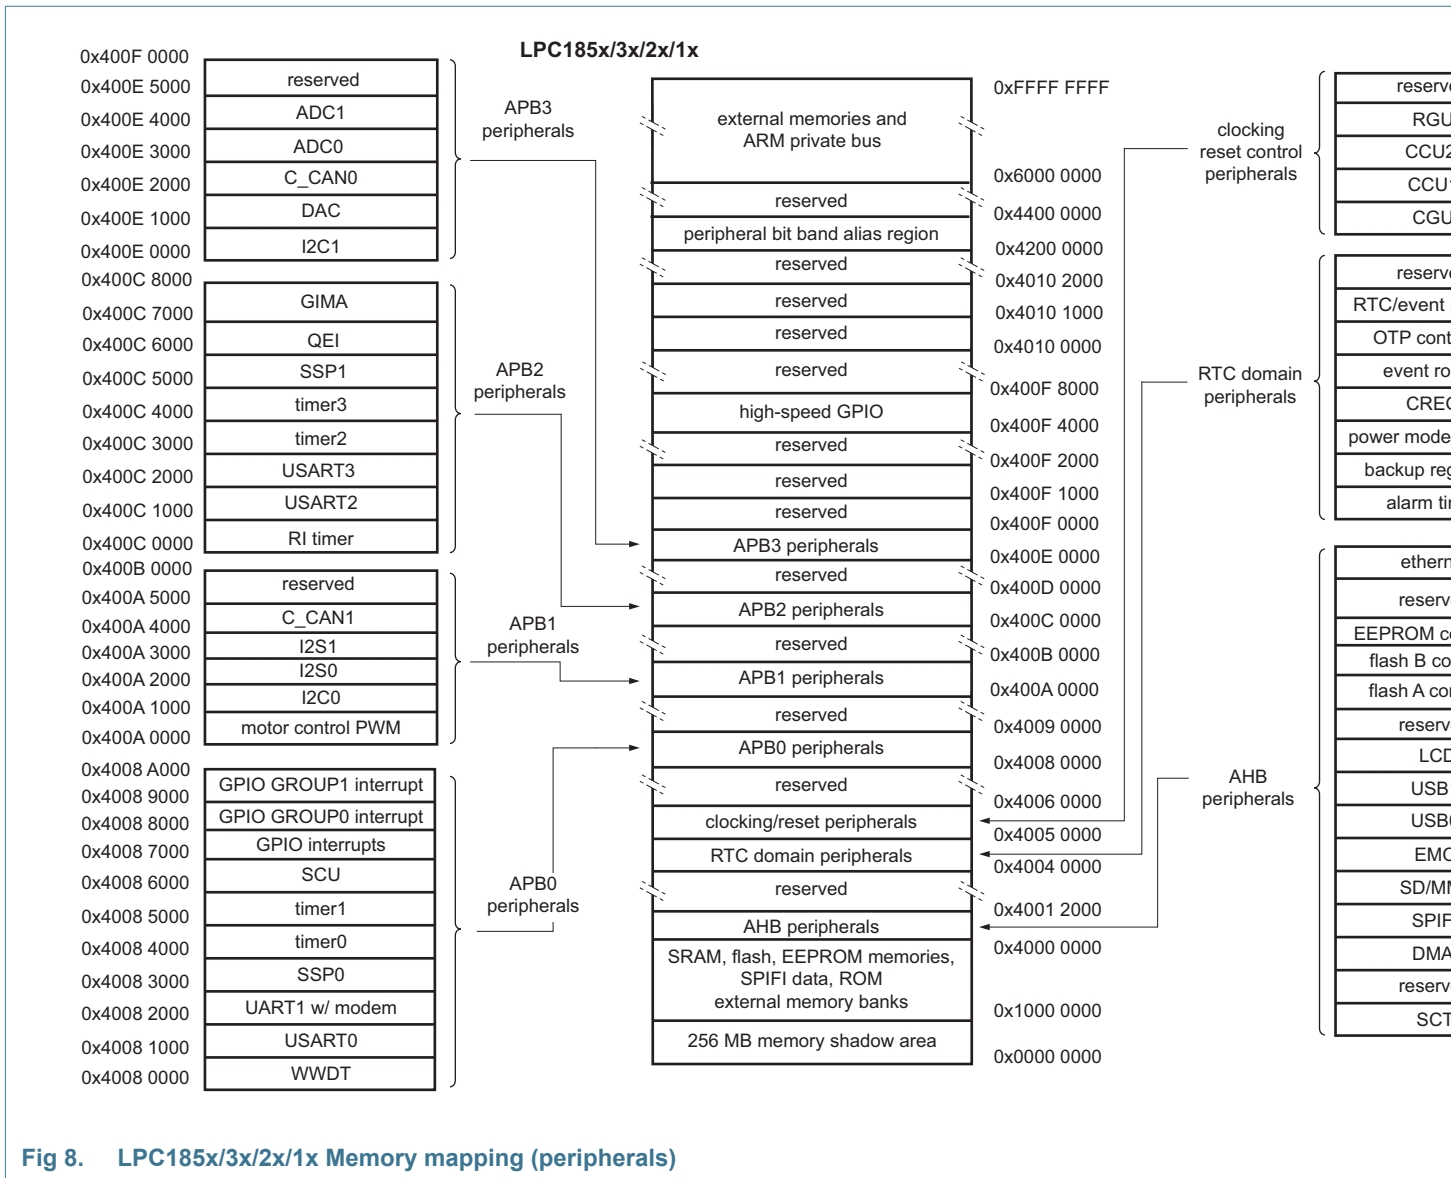 LPC185x/3x/2x/1x
0x400F 0000
reserved
0x400E 5000
ADC1
0x400E 4000
ADC0
0x400E 3000
C_CAN0
0x400E 2000
DAC
0x400E 1000
I2C1
0x400E 0000
APB3
peripherals
0x400C 8000
GIMA
0x400C 7000
QEI
0x400C 6000
SSP1
0x400C 5000
timer3
0x400C 4000
timer2
0x400C 3000
USART3
0x400C 2000
USART2
0x400C 1000
RI timer
0x400C 0000
APB2
peripherals
0x400B 0000
reserved
0x400A 5000
C_CAN1
0x400A 4000
I2S1
0x400A 3000
I2S0
0x400A 2000
I2C0
0x400A 1000
motor control PWM
0x400A 0000
APB1
peripherals
0x4008 A000
GPIO GROUP1 interrupt
0x4008 9000
GPIO GROUP0 interrupt
0x4008 8000
GPIO interrupts
0x4008 7000
SCU
0x4008 6000
timer1
0x4008 5000
timer0
0x4008 4000
SSP0
0x4008 3000
UART1 w/ modem
0x4008 2000
USART0
0x4008 1000
WWDT
0x4008 0000
APB0
peripherals
0xFFFF FFFF
external memories and
ARM private bus
0x6000 0000
reserved
0x4400 0000
peripheral bit band alias region
0x4200 0000
reserved
0x4010 2000
reserved
0x4010 1000
reserved
0x4010 0000
reserved
0x400F 8000
high-speed GPIO
0x400F 4000
reserved
0x400F 2000
reserved
0x400F 1000
reserved
0x400F 0000
APB3 peripherals
0x400E 0000
reserved
0x400D 0000
APB2 peripherals
0x400C 0000
reserved
0x400B 0000
APB1 peripherals
0x400A 0000
reserved
0x4009 0000
APB0 peripherals
0x4008 0000
reserved
0x4006 0000
clocking/reset peripherals
0x4005 0000
RTC domain peripherals
0x4004 0000
reserved
0x4001 2000
AHB peripherals
0x4000 0000
SRAM, flash, EEPROM memories,
SPIFI data, ROM
external memory banks
0x1000 0000
256 MB memory shadow area
0x0000 0000
clocking
reset control
peripherals
RGU
CGU
RTC domain
peripherals
RTC/event
OTP
event
power mode
backup
alarm
AHB
peripherals
EEPROM
flash B
flash A
USB
DMA
Fig 8. LPC185x/3x/2x/1x Memory mapping (peripherals)